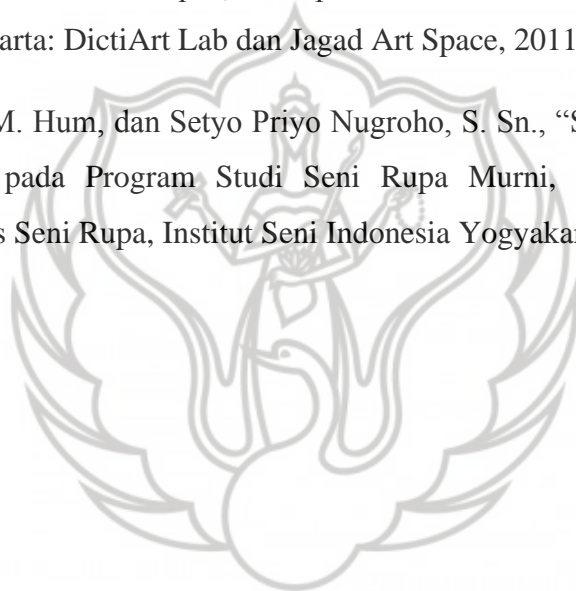 arta: DictiArt Lab dan Jagad Art Space, 2011
M. Hum, dan Setyo Priyo Nugroho, S. Sn., “S
pada Program Studi Seni Rupa Murni,
s Seni Rupa, Institut Seni Indonesia Yogyakar